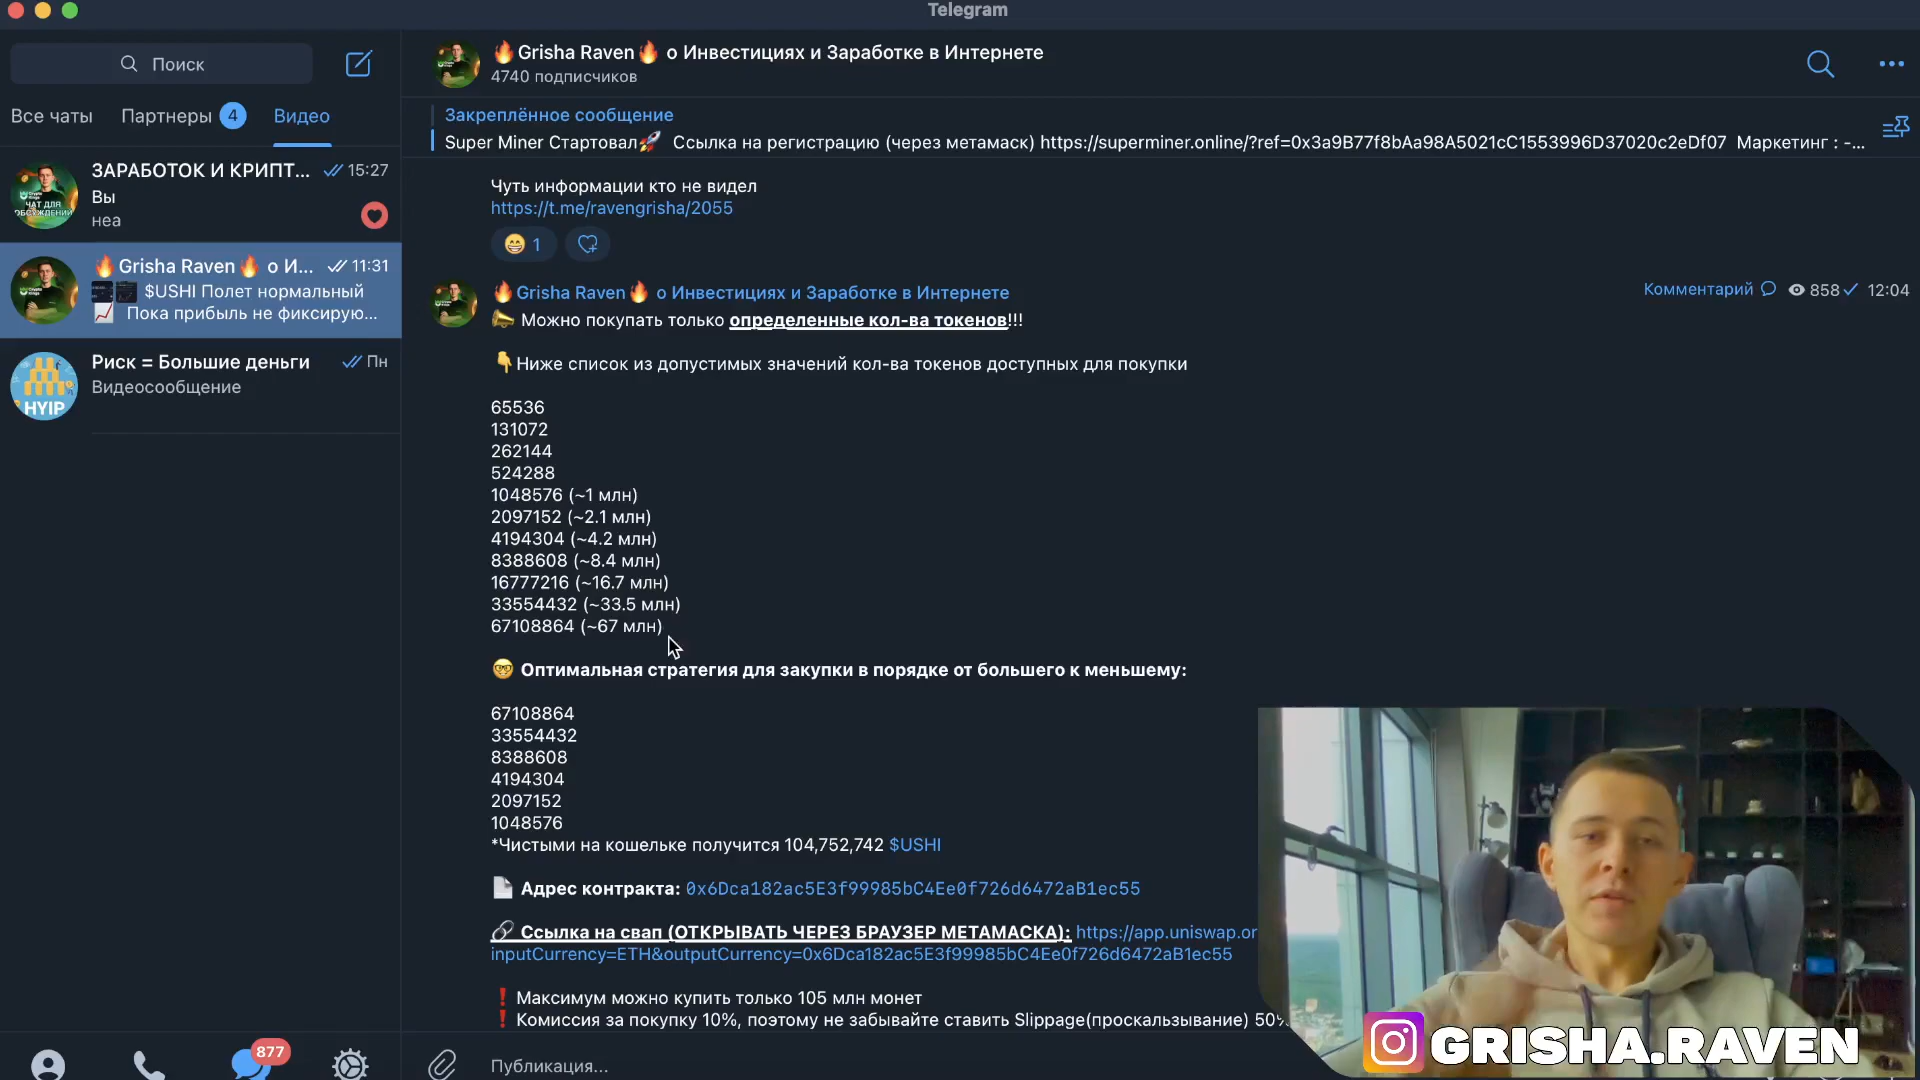 Telegram
Поиск
Все чаты
Партнеры 4
Видео
ЗАРАБОТОК И КРИПТ... 15:27
Вы
неа
🔥Grisha Raven🔥 о И... 11:31
$USHI Полет нормальный
📈 Пока прибыль не фиксирую...
Риск = Большие деньги Пн
Видеосообщение
HYIP
877
🔥Grisha Raven🔥 о Инвестициях и Заработке в Интернете
4740 подписчиков
Закреплённое сообщение
Super Miner Стартовал🚀 Ссылка на регистрацию (через метамаск) https://superminer.online/?ref=0x3a9B77f8bAa98A5021cC1553996D37020c2eDf07 Маркетинг : -...
Чуть информации кто не видел
https://t.me/ravengrisha/2055
😁 1
🔥Grisha Raven🔥 о Инвестициях и Заработке в Интернете
Комментарий 858 12:04
📣 Можно покупать только определенные кол-ва токенов!!!
👇Ниже список из допустимых значений кол-ва токенов доступных для покупки
65536
131072
262144
524288
1048576 (~1 млн)
2097152 (~2.1 млн)
4194304 (~4.2 млн)
8388608 (~8.4 млн)
16777216 (~16.7 млн)
33554432 (~33.5 млн)
67108864 (~67 млн)
🤓 Оптимальная стратегия для закупки в порядке от большего к меньшему:
67108864
33554432
8388608
4194304
2097152
1048576
*Чистыми на кошельке получится 104,752,742 $USHI
📄 Адрес контракта: 0x6Dca182ac5E3f99985bC4Ee0f726d6472aB1ec55
🔗 Ссылка на свап (ОТКРЫВАТЬ ЧЕРЕЗ БРАУЗЕР МЕТАМАСКА): https://app.uniswap.or
inputCurrency=ETH&outputCurrency=0x6Dca182ac5E3f99985bC4Ee0f726d6472aB1ec55
❗ Максимум можно купить только 105 млн монет
❗ Комиссия за покупку 10%, поэтому не забывайте ставить Slippage(проскальзывание) 50%
Публикация...
GRISHA.RAVEN